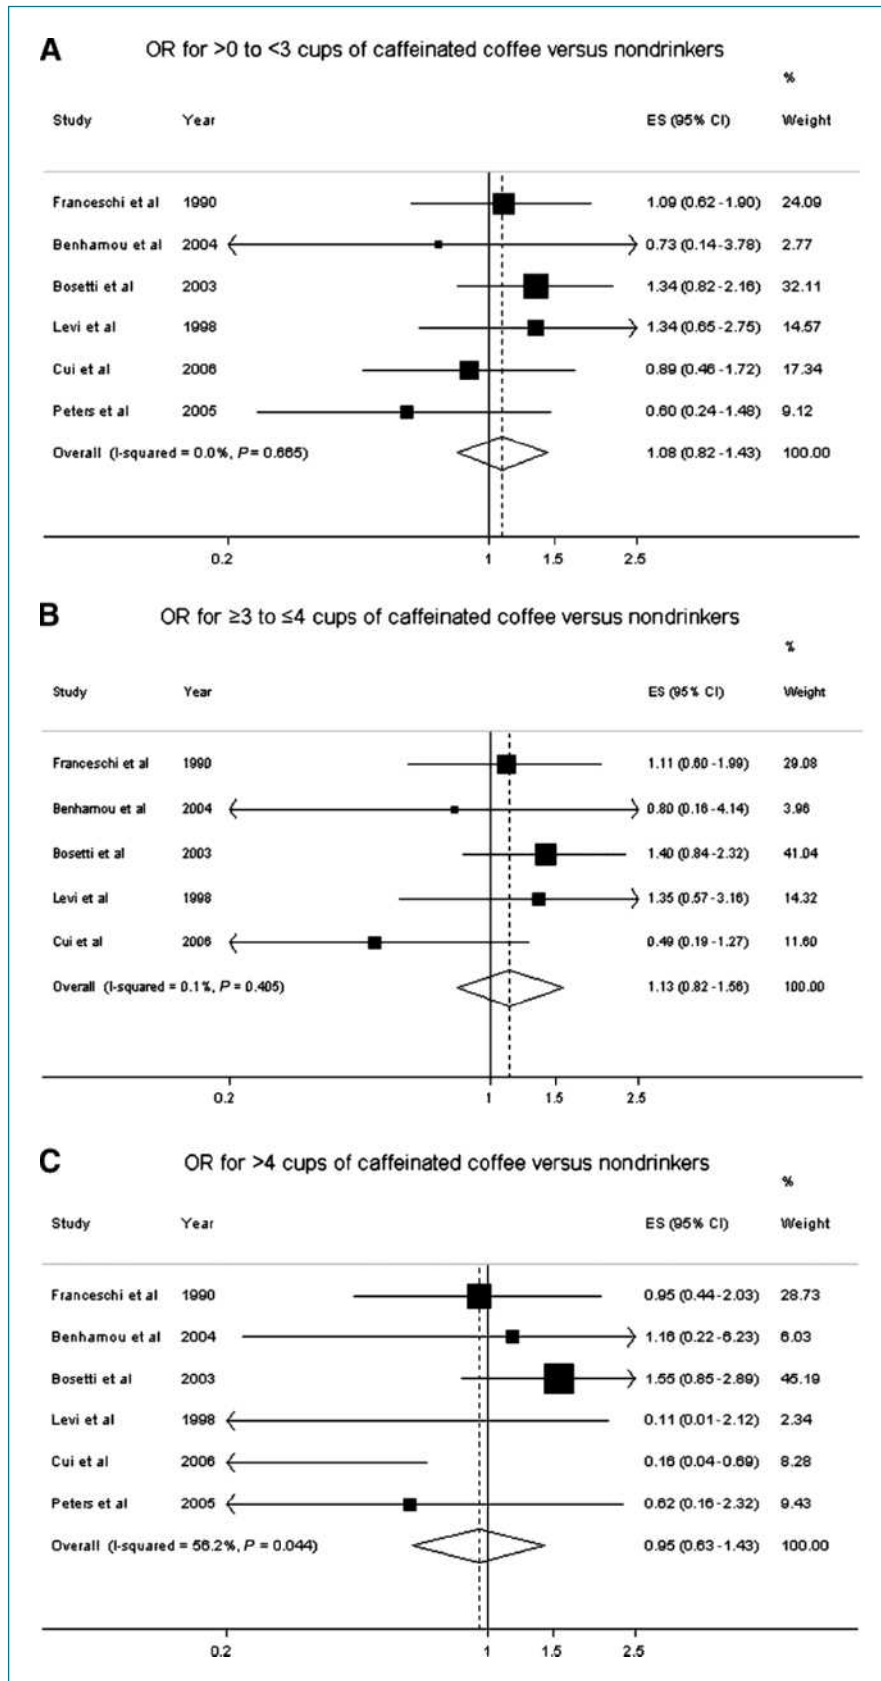 A OR for >0 to <3 cups of caffeinated coffee versus nondrinkers
%
Study Year ES (95% CI) Weight
Franceschi et al 1990 1.09 (0.62 -1.90) 24.09
Benhamou et al 2004 0.73 (0.14-3.78) 2.77
Bosetti et al 2003 1.34 (0.82 -2.16) 32.11
Levi et al 1998 1.34 (0.65 -2.75) 14.57
Cui et al 2006 0.89 (0.46 -1.72) 17.34
Peters et al 2005 0.60 (0.24 -1.48) 9.12
Overall (I-squared = 0.0%, P = 0.665) 1.08 (0.82 -1.43) 100.00
0.2 1 1.5 2.5
B OR for ≥3 to ≤4 cups of caffeinated coffee versus nondrinkers
%
Study Year ES (95% CI) Weight
Franceschi et al 1990 1.11 (0.60 -1.99) 29.08
Benhamou et al 2004 0.80 (0.16 -4.14) 3.96
Bosetti et al 2003 1.40 (0.84 -2.32) 41.04
Levi et al 1998 1.35 (0.57 -3.16) 14.32
Cui et al 2006 0.49 (0.19 -1.27) 11.60
Overall (I-squared = 0.1%, P = 0.405) 1.13 (0.82 -1.56) 100.00
0.2 1 1.5 2.5
C OR for >4 cups of caffeinated coffee versus nondrinkers
%
Study Year ES (95% CI) Weight
Franceschi et al 1990 0.95 (0.44 -2.03) 28.73
Benhamou et al 2004 1.16 (0.22 -6.23) 6.03
Bosetti et al 2003 1.55 (0.85 -2.89) 45.19
Levi et al 1998 0.11 (0.01 -2.12) 2.34
Cui et al 2006 0.16 (0.04 -0.69) 8.28
Peters et al 2005 0.62 (0.16 -2.32) 9.43
Overall (I-squared = 56.2%, P = 0.044) 0.95 (0.63 -1.43) 100.00
0.2 1 1.5 2.5